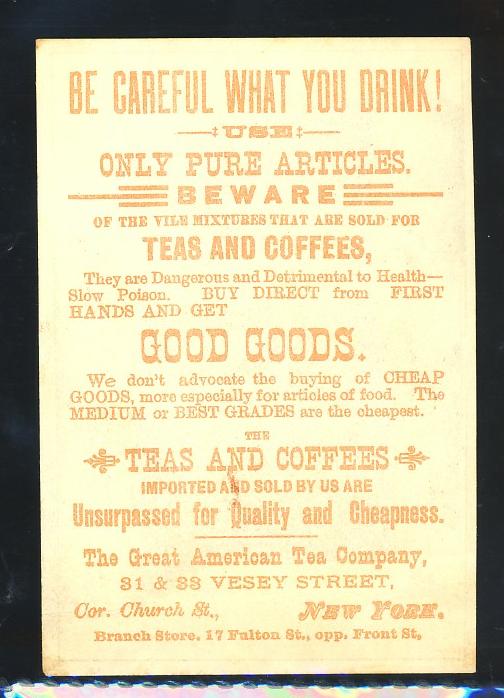 BE CAREFUL WHAT YOU DRINK!
USE
ONLY PURE ARTICLES.
BEWARE
OF THE VILE MIXTURES THAT ARE SOLD FOR
TEAS AND COFFEES,
They are Dangerous and Detrimental to Health—
Slow Poison. BUY DIRECT from FIRST
HANDS AND GET
GOOD GOODS.
We don't advocate the buying of CHEAP
GOODS, more especially for articles of food. The
MEDIUM or BEST GRADES are the cheapest.
THE
TEAS AND COFFEES
IMPORTED AND SOLD BY US ARE
Unsurpassed for Quality and Cheapness.
The Great American Tea Company,
31 & 33 VESEY STREET,
Cor. Church St., NEW YORK.
Branch Store, 17 Fulton St., opp. Front St,